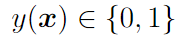 y(𝒙) ∈ {0, 1}